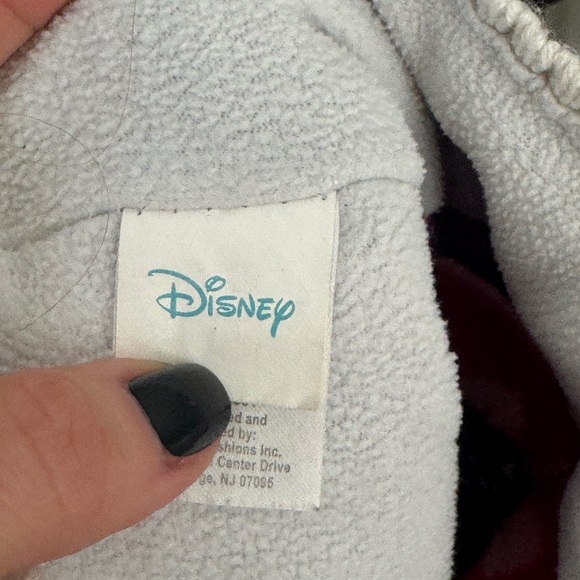 Disney
ed and
ed by:
shions Inc.
Center Drive
ge, NJ 07095